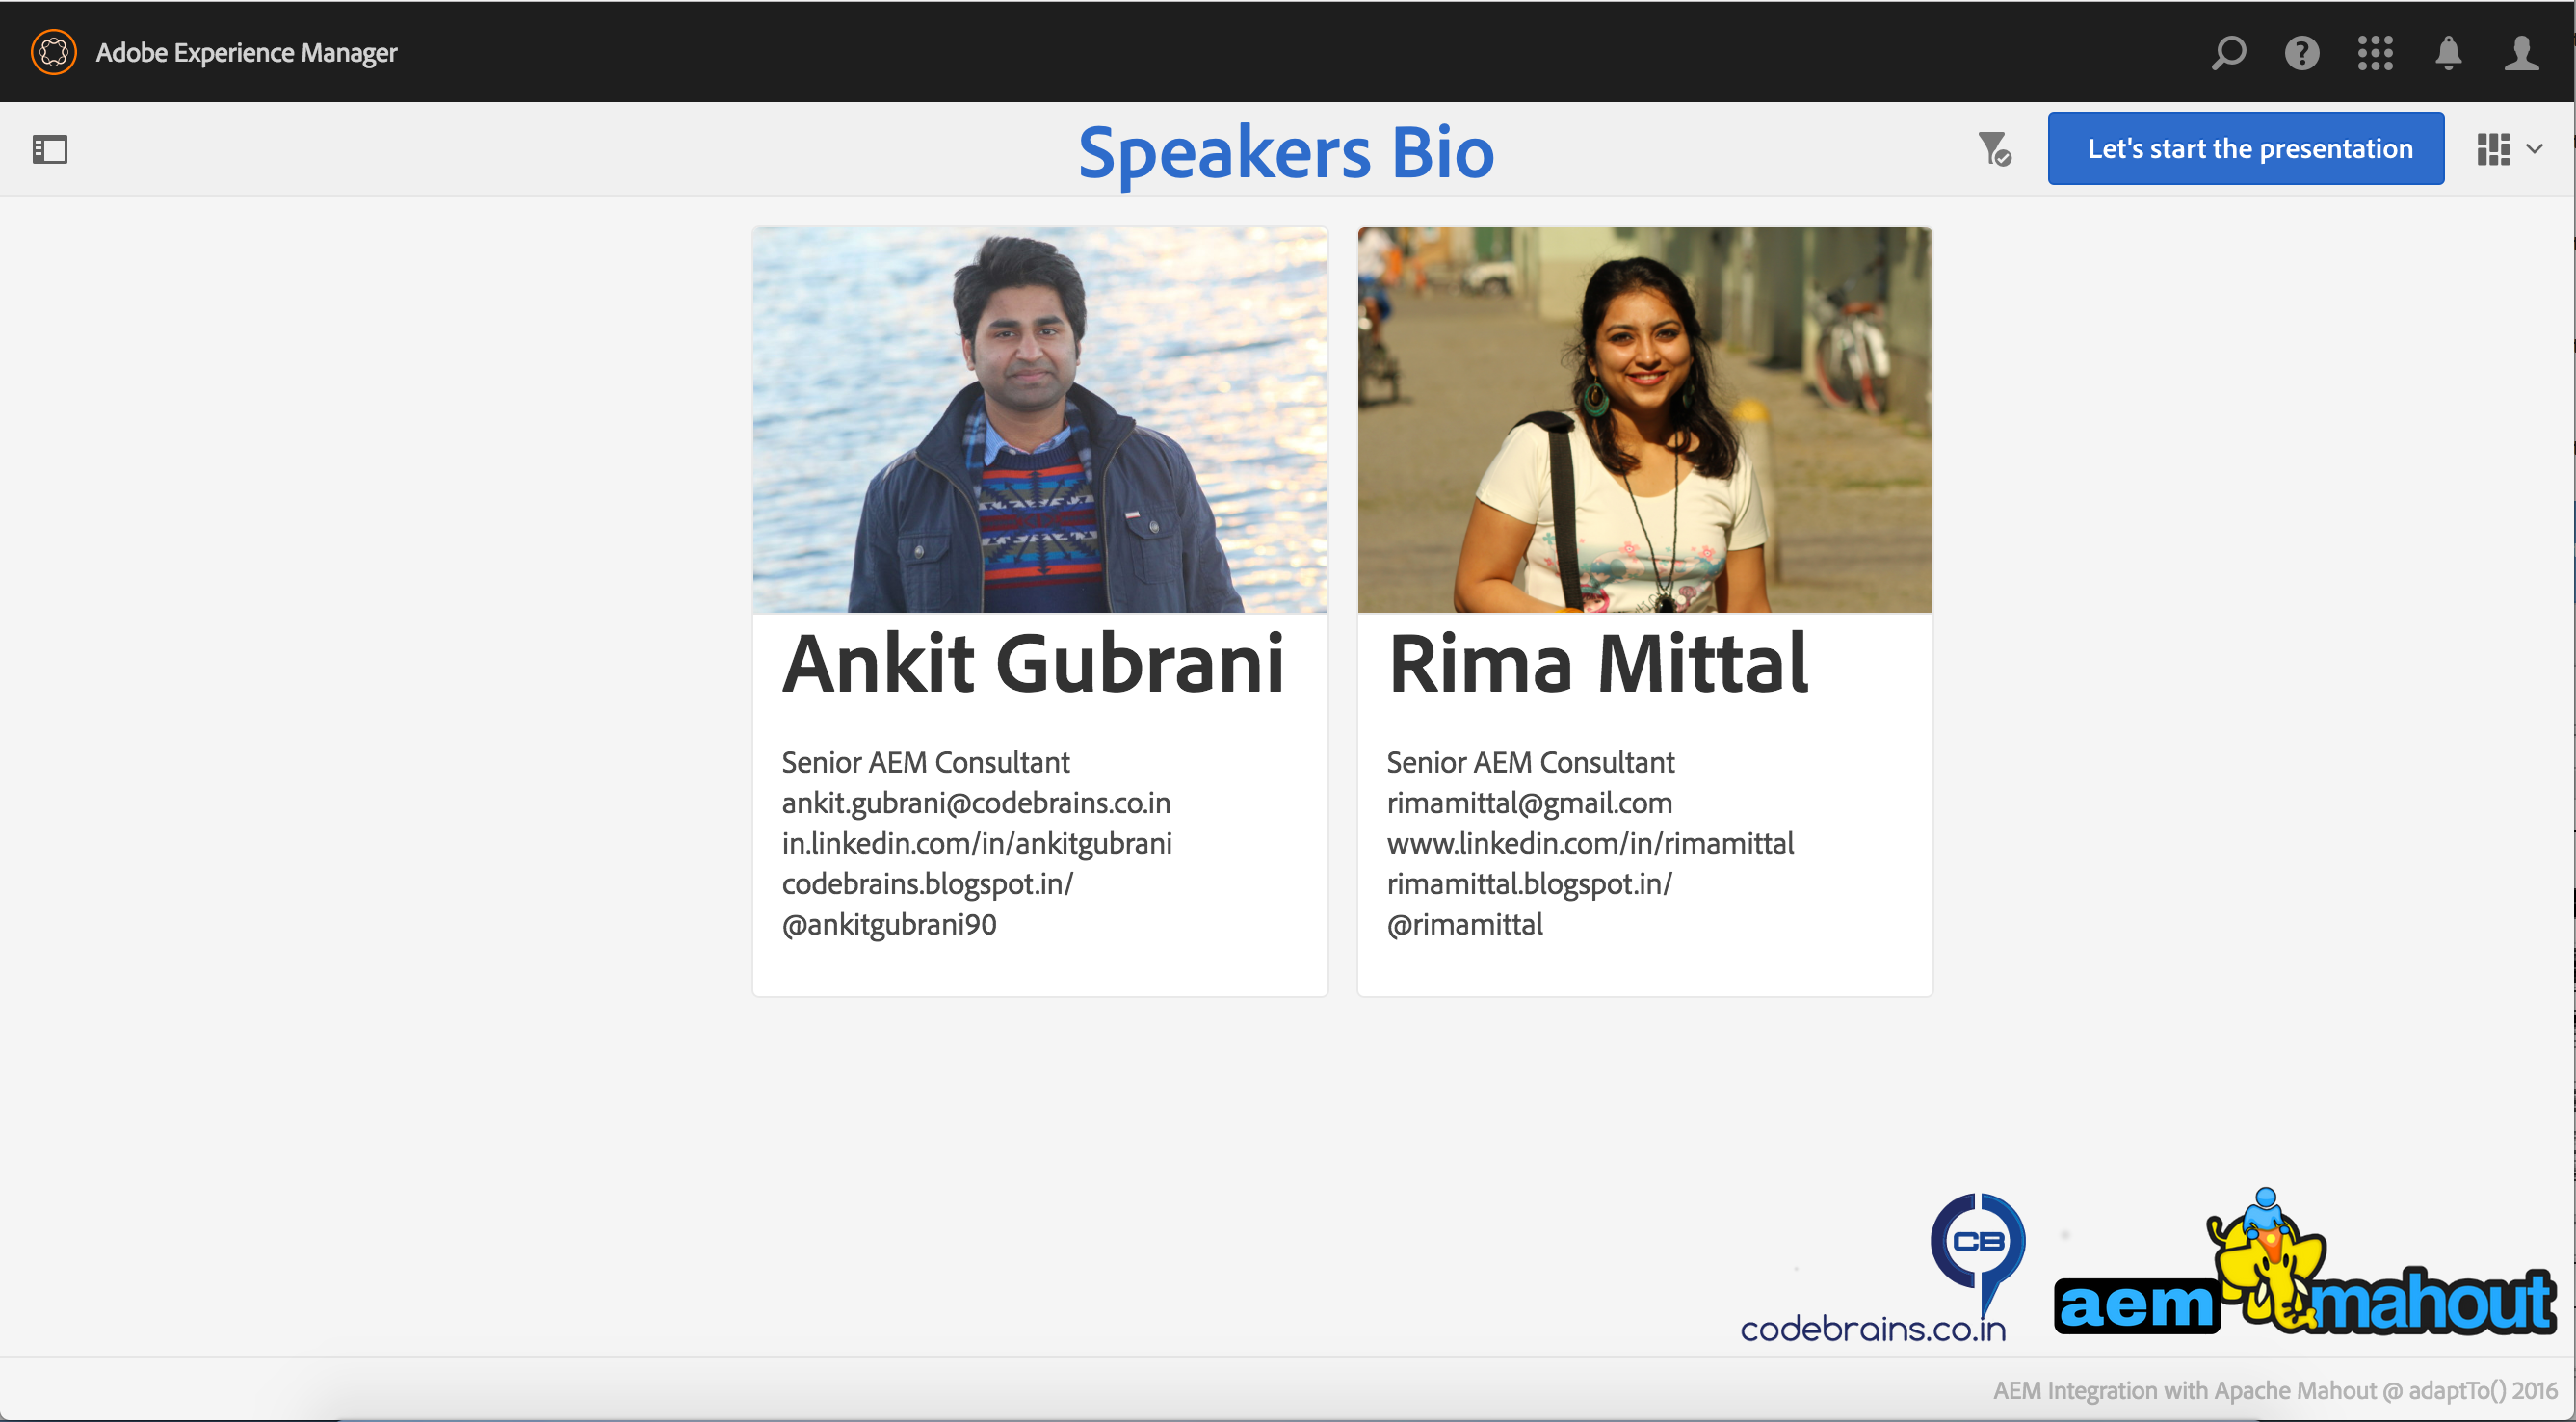 Adobe Experience Manager
Speakers Bio
Let's start the presentation
Ankit Gubrani
Senior AEM Consultant
ankit.gubrani@codebrains.co.in
in.linkedin.com/in/ankitgubrani
codebrains.blogspot.in/
@ankitgubrani90
Rima Mittal
Senior AEM Consultant
rimamittal@gmail.com
www.linkedin.com/in/rimamittal
rimamittal.blogspot.in/
@rimamittal
CB
codebrains.co.in
aem mahout
AEM Integration with Apache Mahout @ adaptTo() 2016